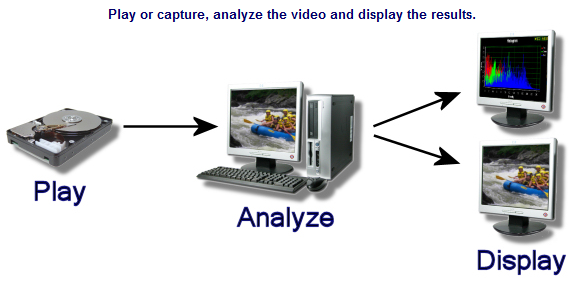 Play or capture, analyze the video and display the results.
Play
Analyze
Display